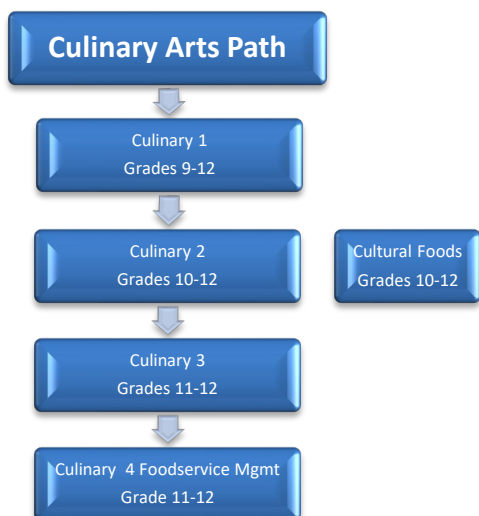 Culinary Arts Path
Culinary 1
Grades 9-12
Culinary 2
Grades 10-12
Cultural Foods
Grades 10-12
Culinary 3
Grades 11-12
Culinary 4 Foodservice Mgmt
Grade 11-12